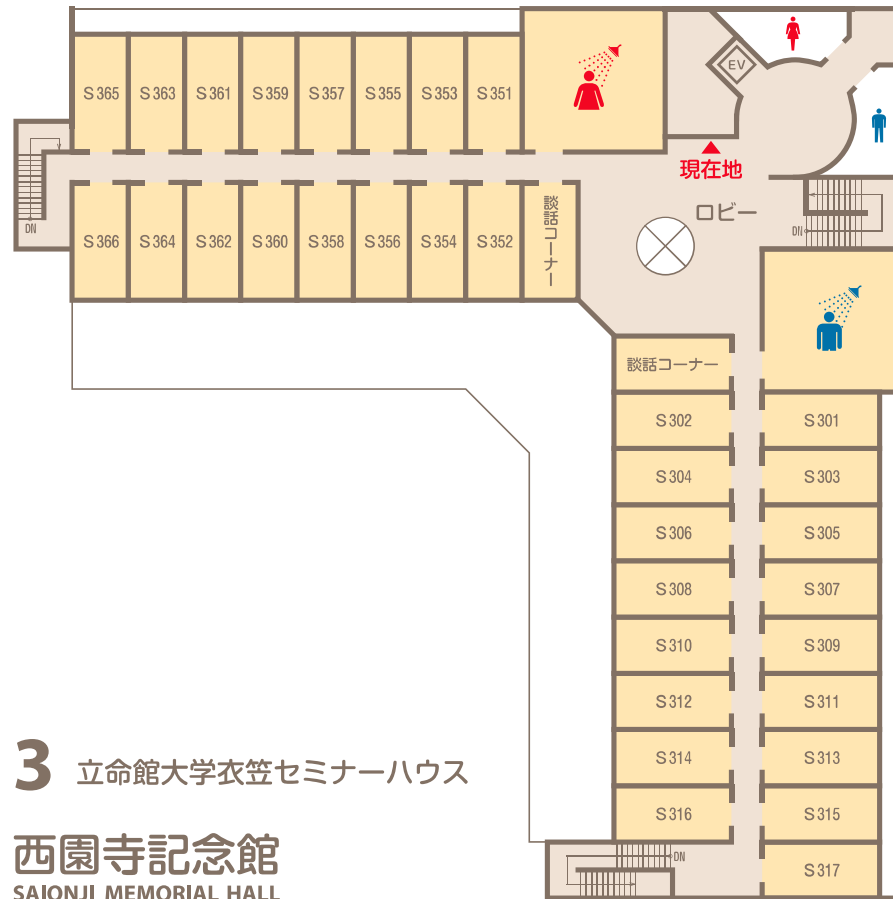 S365
S363
S361
S359
S357
S355
S353
S351
EV
現在地
ロビー
DN
DN
S366
S364
S362
S360
S358
S356
S354
S352
談話コーナー
談話コーナー
S302
S301
S304
S303
S306
S305
S308
S307
S310
S309
S312
S311
S314
S313
S316
S315
DN
S317
3 立命館大学衣笠セミナーハウス
西園寺記念館
SAIONJI MEMORIAL HALL